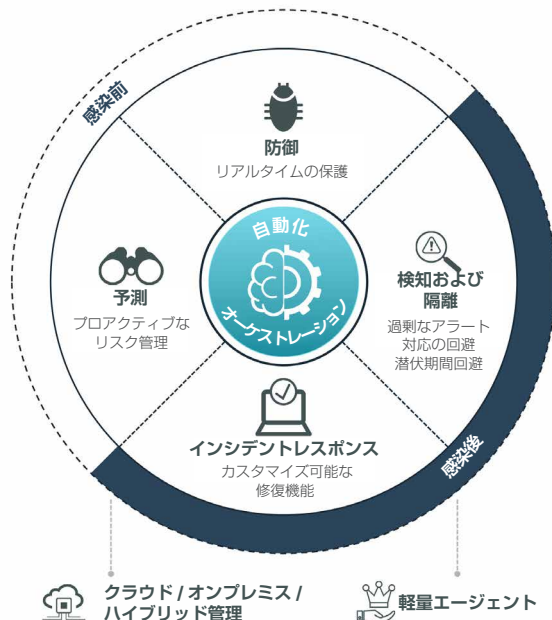 感染前
防御
リアルタイムの保護
自動化
オーケストレーション
予測
プロアクティブな
リスク管理
検知および
隔離
過剰なアラート
対応の回避
潜伏期間回避
インシデントレスポンス
カスタマイズ可能な
修復機能
感染後
クラウド / オンプレミス /
ハイブリッド管理
軽量エージェント